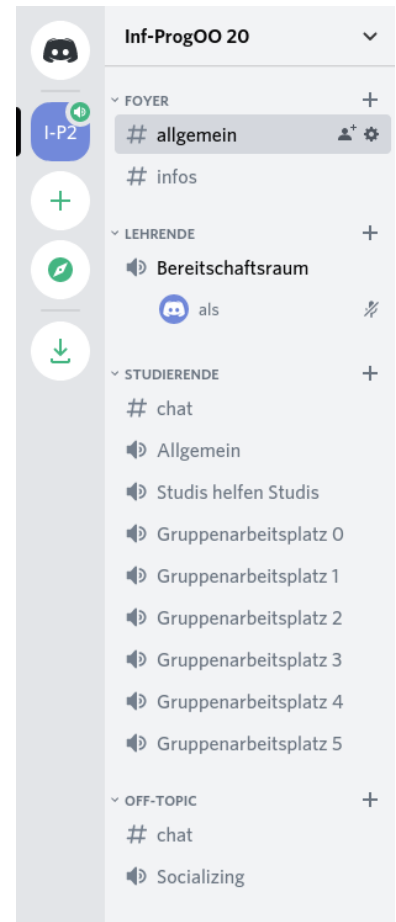 Inf-ProgOO 20
I-P2
FOYER
# allgemein
# infos
LEHRENDE
Bereitschaftsraum
als
STUDIERENDE
# chat
Allgemein
Studis helfen Studis
Gruppenarbeitsplatz 0
Gruppenarbeitsplatz 1
Gruppenarbeitsplatz 2
Gruppenarbeitsplatz 3
Gruppenarbeitsplatz 4
Gruppenarbeitsplatz 5
OFF-TOPIC
# chat
Socializing